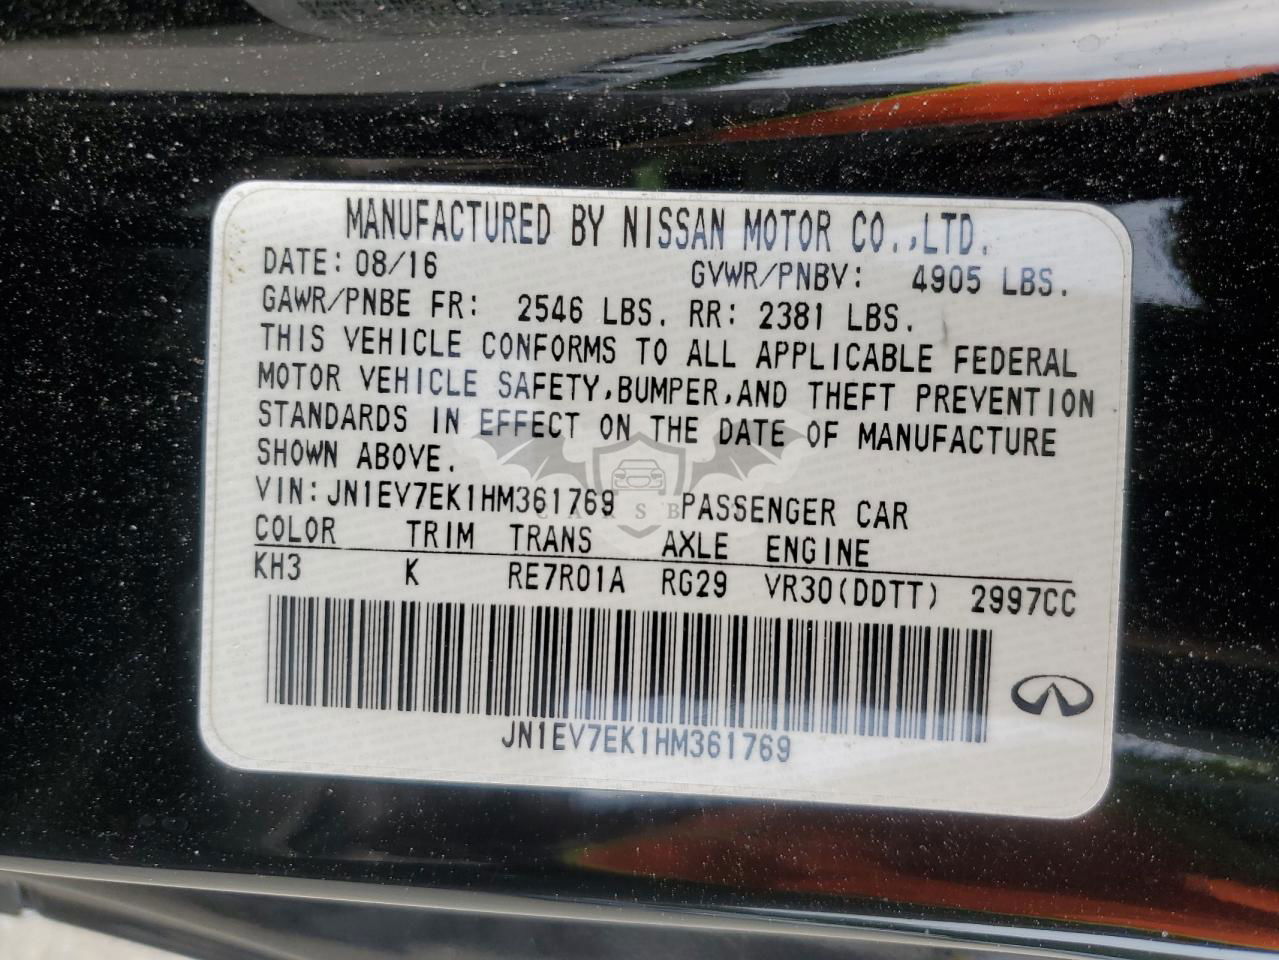 MANUFACTURED BY NISSAN MOTOR CO.,LTD.
DATE: 08/16 GVWR/PNBV: 4905 LBS.
GAWR/PNBE FR: 2546 LBS. RR: 2381 LBS.
THIS VEHICLE CONFORMS TO ALL APPLICABLE FEDERAL
MOTOR VEHICLE SAFETY,BUMPER,AND THEFT PREVENTION
STANDARDS IN EFFECT ON THE DATE OF MANUFACTURE
SHOWN ABOVE.
VIN:JN1EV7EK1HM361769 PASSENGER CAR
COLOR TRIM TRANS AXLE ENGINE
KH3 K RE7R01A RG29 VR30(DDTT) 2997CC
JN1EV7EK1HM361769